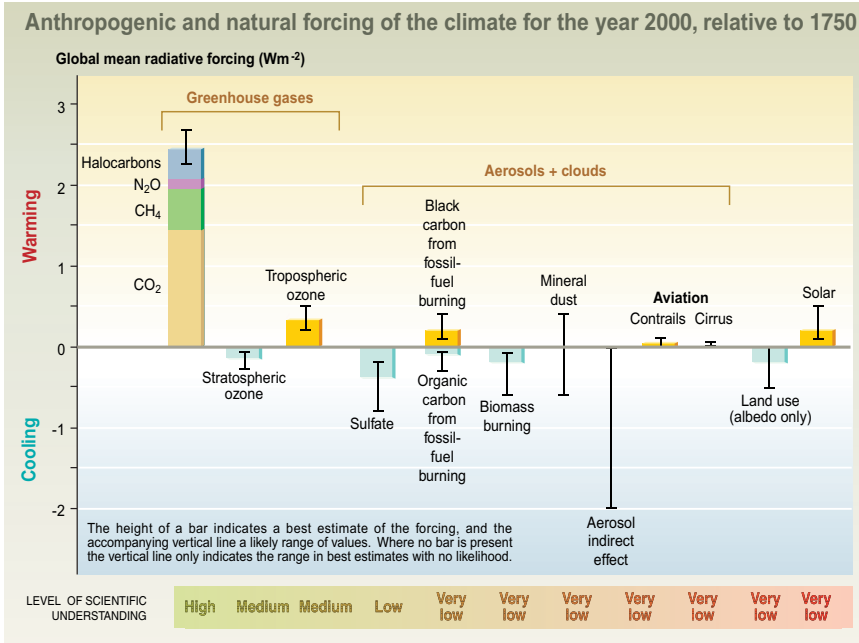 Anthropogenic and natural forcing of the climate for the year 2000, relative to 1750
Global mean radiative forcing (Wm-2)
3
2
1
0
-1
-2
Warming
Cooling
Greenhouse gases
Halocarbons
N2O
CH4
CO2
Stratospheric
ozone
Tropospheric
ozone
Aerosols + clouds
Sulfate
Black
carbon
from
fossil-
fuel
burning
Organic
carbon
from
fossil-
fuel
burning
Biomass
burning
Mineral
dust
Aerosol
indirect
effect
Aviation
Contrails Cirrus
Land use
(albedo only)
Solar
The height of a bar indicates a best estimate of the forcing, and the
accompanying vertical line a likely range of values. Where no bar is present
the vertical line only indicates the range in best estimates with no likelihood.
LEVEL OF SCIENTIFIC
UNDERSTANDING
High
Medium
Medium
Low
Very
low
Very
low
Very
low
Very
low
Very
low
Very
low
Very
low